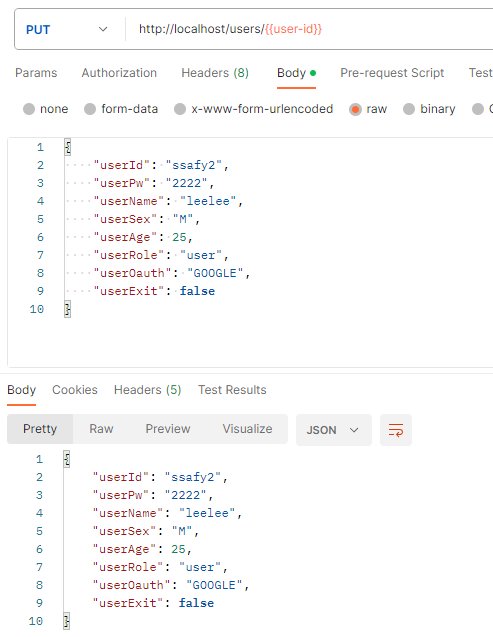 PUT http://localhost/users/{{user-id}}
Params Authorization Headers (8) Body Pre-request Script Test
none form-data x-www-form-urlencoded raw binary
1 {
2 "userId": "ssafy2",
3 "userPw": "2222",
4 "userName": "leelee",
5 "userSex": "M",
6 "userAge": 25,
7 "userRole": "user",
8 "userOauth": "GOOGLE",
9 "userExit": false
10 }
Body Cookies Headers (5) Test Results
Pretty Raw Preview Visualize JSON
1 {
2 "userId": "ssafy2",
3 "userPw": "2222",
4 "userName": "leelee",
5 "userSex": "M",
6 "userAge": 25,
7 "userRole": "user",
8 "userOauth": "GOOGLE",
9 "userExit": false
10 }